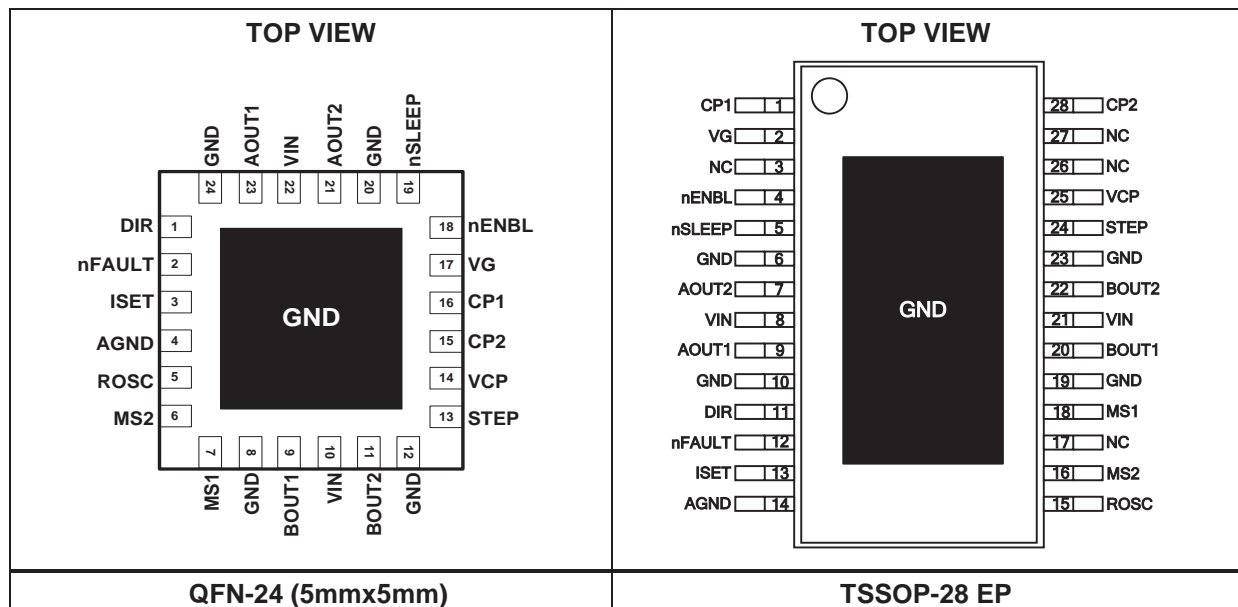 TOP VIEW
GND
AOUT1
VIN
AOUT2
GND
nSLEEP
24
23
22
21
20
19
DIR 1
nFAULT 2
ISET 3
AGND 4
ROSC 5
MS2 6
GND
18 nENBL
17 VG
16 CP1
15 CP2
14 VCP
13 STEP
7
8
9
10
11
12
MS1
GND
BOUT1
VIN
BOUT2
GND
QFN-24 (5mmx5mm)
TOP VIEW
CP1 1
VG 2
NC 3
nENBL 4
nSLEEP 5
GND 6
AOUT2 7
VIN 8
AOUT1 9
GND 10
DIR 11
nFAULT 12
ISET 13
AGND 14
GND
28 CP2
27 NC
26 NC
25 VCP
24 STEP
23 GND
22 BOUT2
21 VIN
20 BOUT1
19 GND
18 MS1
17 NC
16 MS2
15 ROSC
TSSOP-28 EP